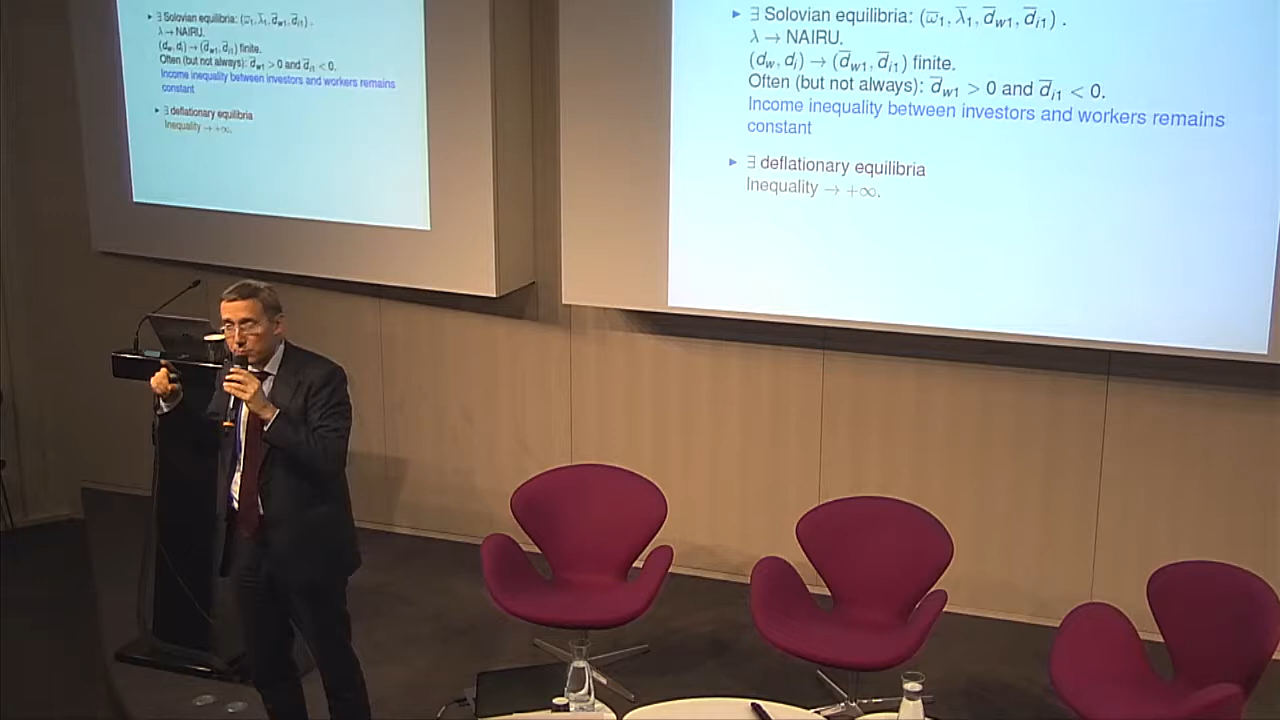 ► ∃ Solovian equilibria: (ω̅₁, λ̅₁, d̅w1, d̅i1) .
λ → NAIRU.
(dw, di) → (d̅w1, d̅i1) finite.
Often (but not always): d̅w1 > 0 and d̅i1 < 0.
Income inequality between investors and workers remains
constant
► ∃ deflationary equilibria
Inequality → +∞.
► ∃ Solovian equilibria: (ω̅₁, λ̅₁, d̅w1, d̅i1) .
λ → NAIRU.
(dw, di) → (d̅w1, d̅i1) finite.
Often (but not always): d̅w1 > 0 and d̅i1 < 0.
Income inequality between investors and workers remains
constant
► ∃ deflationary equilibria
Inequality → +∞.